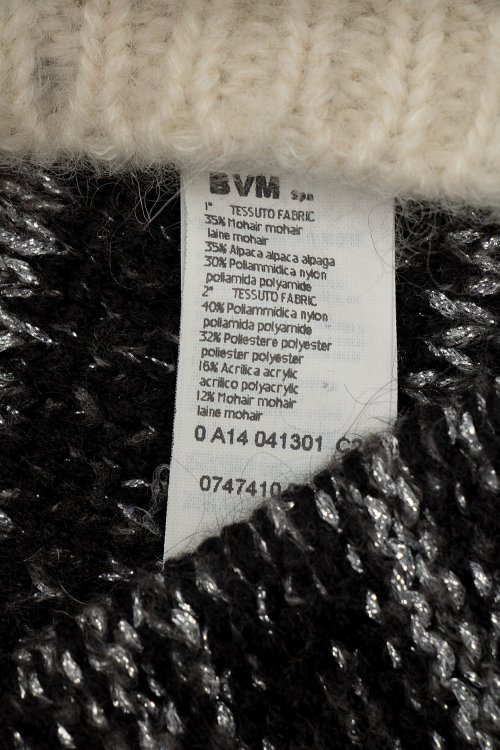 BVM Spa
1° TESSUTO FABRIC
35% Mohair mohair
laine mohair
35% Alpaca alpaca alpaga
30% Poliammidica nylon
poliamida polyamide
2° TESSUTO FABRIC
40% Poliammidica nylon
poliamida polyamide
32% Poliestere polyester
poliester polyester
16% Acrilica acrylic
acrilico polyacrylic
12% Mohair mohair
laine mohair
0 A14 041301
0747410